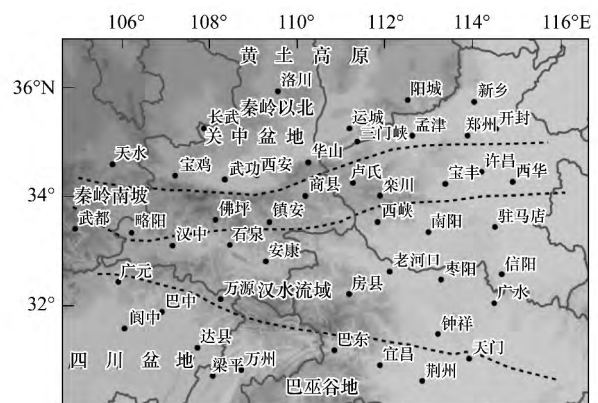 106° 108° 110° 112° 114° 116°E
黄土高原
36°N
洛川
阳城
新乡
长武
秦岭以北
运城
孟津
郑州
开封
关中盆地
三门峡
天水
宝鸡
武功
西安
华山
卢氏
栾川
宝丰
许昌
西华
34°
秦岭南坡
商县
武都
略阳
佛坪
镇安
西峡
南阳
驻马店
汉中
石泉
安康
老河口
枣阳
信阳
广元
万源
汉水流域
房县
广水
32°
巴中
阆中
钟祥
达县
巴东
宜昌
天门
四川盆地
梁平
万州
荆州
巴巫谷地